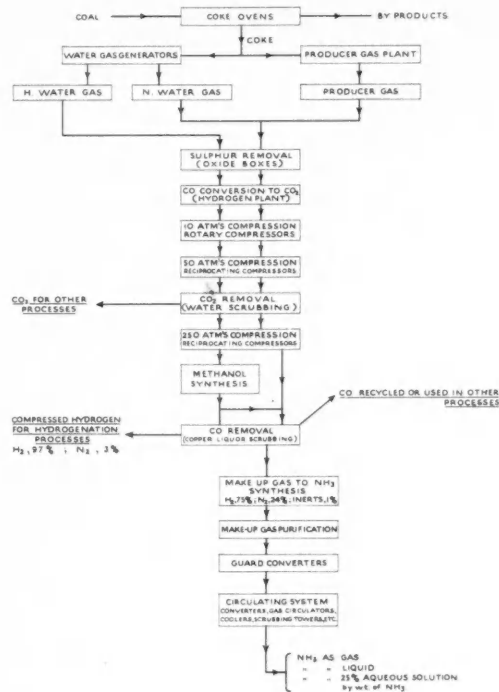 COAL
COKE OVENS
BY PRODUCTS
COKE
WATER GAS GENERATORS
PRODUCER GAS PLANT
H. WATER GAS
N. WATER GAS
PRODUCER GAS
SULPHUR REMOVAL
(OXIDE BOXES)
CO CONVERSION TO CO2
(HYDROGEN PLANT)
10 ATM'S COMPRESSION
ROTARY COMPRESSORS
50 ATM'S COMPRESSION
RECIPROCATING COMPRESSORS
CO2 FOR OTHER
PROCESSES
CO2 REMOVAL
(WATER SCRUBBING)
250 ATM'S COMPRESSION
RECIPROCATING COMPRESSORS
METHANOL
SYNTHESIS
CO RECYCLED OR USED IN OTHER
PROCESSES
COMPRESSED HYDROGEN
FOR HYDROGENATION
PROCESSES
H2, 97% ; N2, 3%
CO REMOVAL
(COPPER LIQUOR SCRUBBING)
MAKE UP GAS TO NH3
SYNTHESIS
H2,75%; N2,24%; INERTS,1%
MAKE-UP GAS PURIFICATION
GUARD CONVERTERS
CIRCULATING SYSTEM
CONVERTERS, GAS CIRCULATORS,
COOLERS, SCRUBBING TOWERS, ETC.
NH3 AS GAS
" " LIQUID
" " 25% AQUEOUS SOLUTION
by wt. of NH3